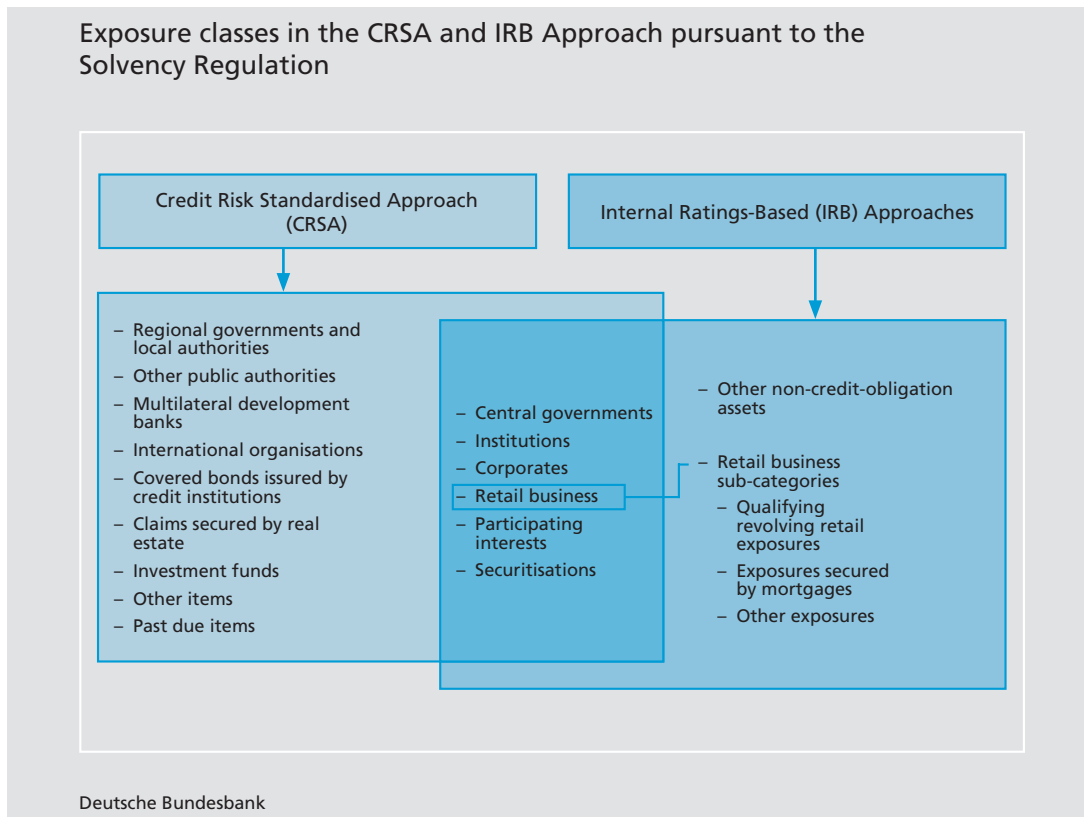 Exposure classes in the CRSA and IRB Approach pursuant to the
Solvency Regulation
Credit Risk Standardised Approach
(CRSA)
Internal Ratings-Based (IRB) Approaches
– Regional governments and
local authorities
– Other public authorities
– Multilateral development
banks
– International organisations
– Covered bonds issured by
credit institutions
– Claims secured by real
estate
– Investment funds
– Other items
– Past due items
– Central governments
– Institutions
– Corporates
– Retail business
– Participating
interests
– Securitisations
– Other non-credit-obligation
assets
– Retail business
sub-categories
– Qualifying
revolving retail
exposures
– Exposures secured
by mortgages
– Other exposures
Deutsche Bundesbank